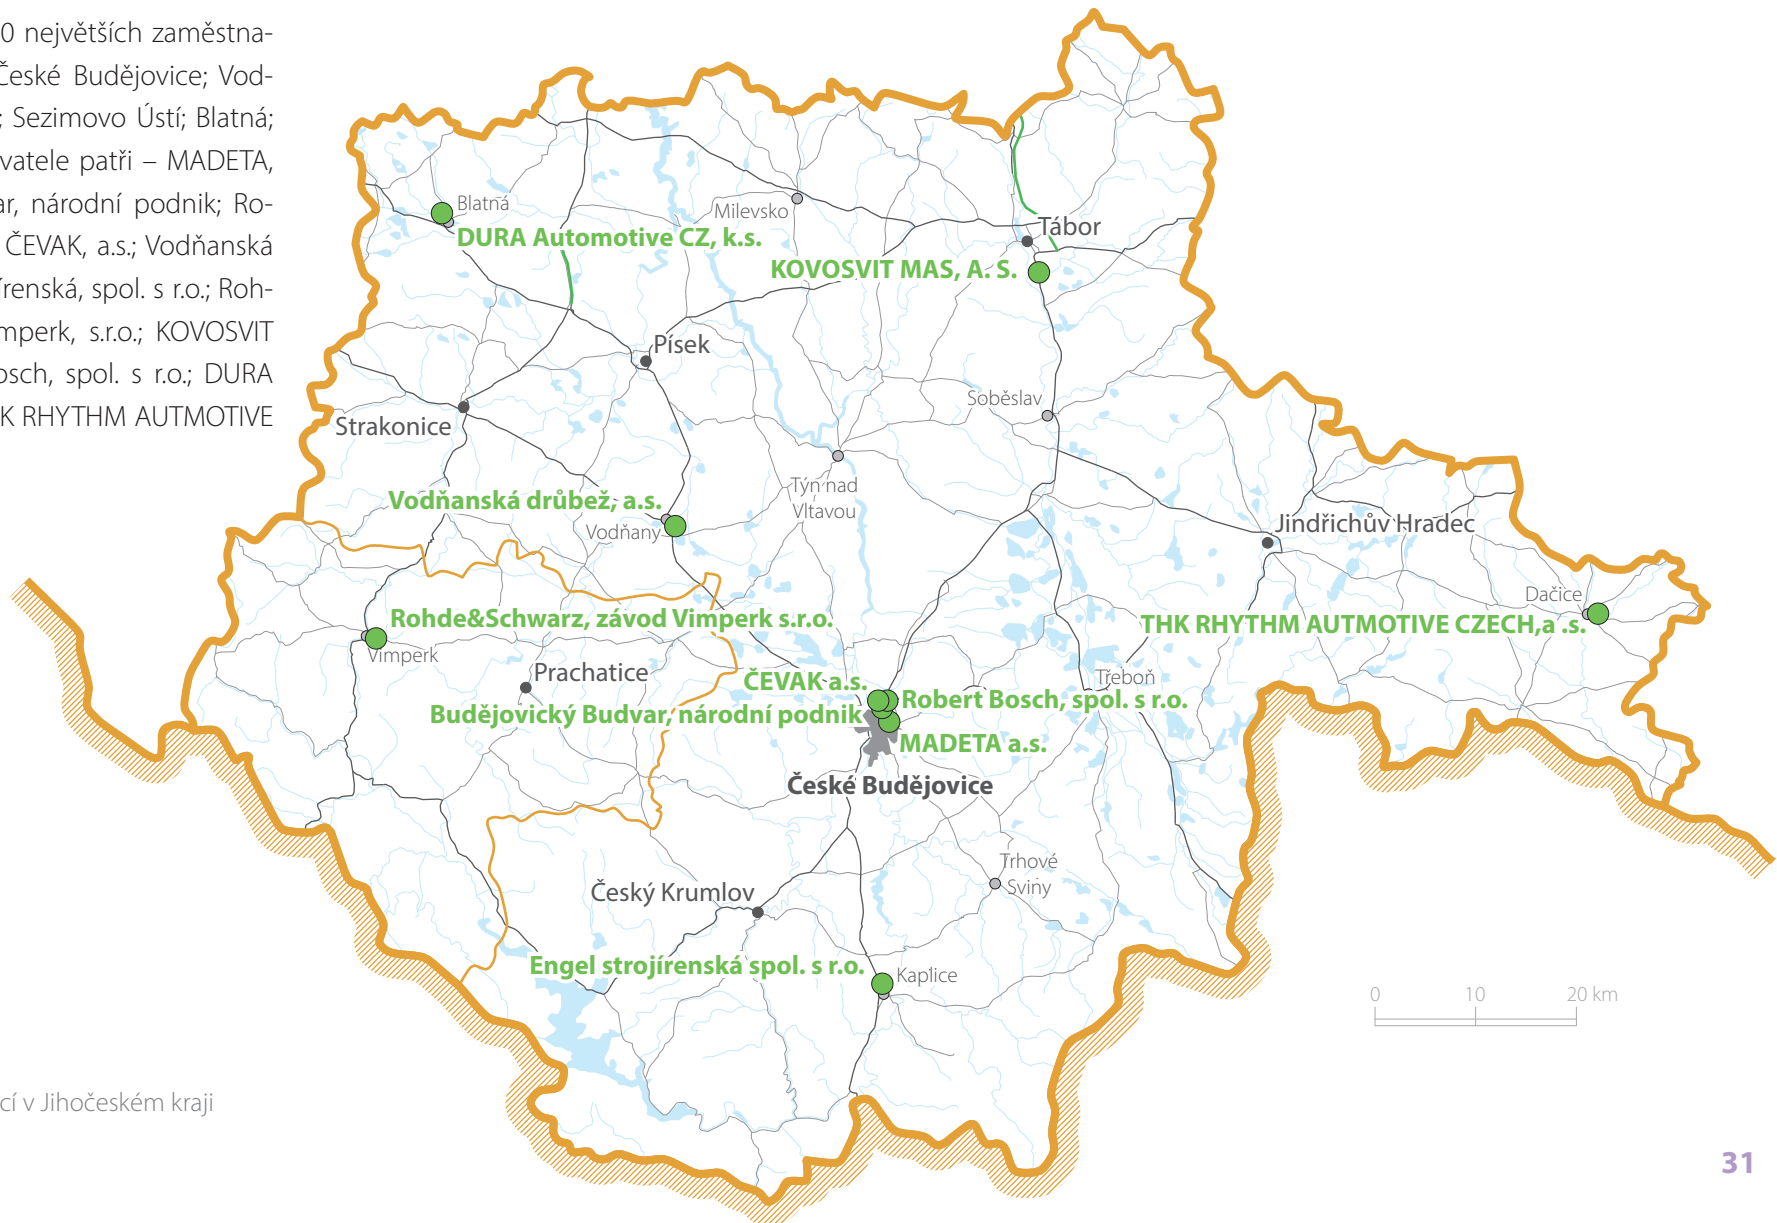 0 největších zaměstna-
České Budějovice; Vod-
; Sezimovo Ústí; Blatná;
vatele patři – MADETA,
ar, národní podnik; Ro-
ČEVAK, a.s.; Vodňanská
írenská, spol. s r.o.; Roh-
mperk, s.r.o.; KOVOSVIT
osch, spol. s r.o.; DURA
K RHYTHM AUTMOTIVE
Blatná
DURA Automotive CZ, k.s.
Milevsko
Tábor
KOVOSVIT MAS, A. S.
Písek
Strakonice
Soběslav
Týn nad
Vltavou
Vodňanská drůbež, a.s.
Vodňany
Jindřichův Hradec
Dačice
THK RHYTHM AUTMOTIVE CZECH,a .s.
Rohde&Schwarz, závod Vimperk s.r.o.
Vimperk
Prachatice
Třeboň
ČEVAK a.s.
Robert Bosch, spol. s r.o.
Budějovický Budvar, národní podnik
MADETA a.s.
České Budějovice
Trhové
Sviny
Český Krumlov
Engel strojírenská spol. s r.o.
Kaplice
0 10 20 km
cí v Jihočeském kraji
31